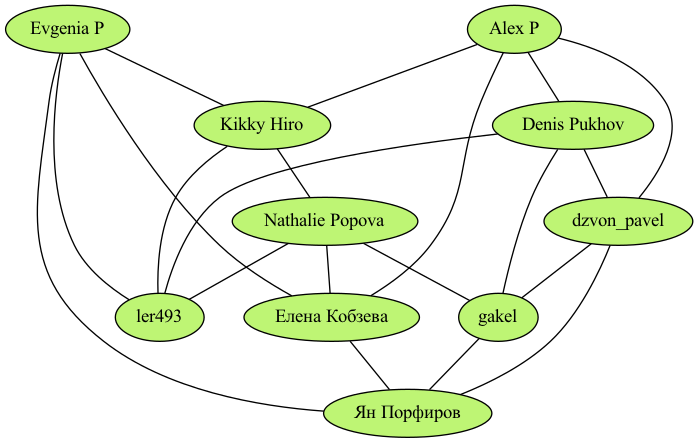 Evgenia P
Alex P
Kikky Hiro
Denis Pukhov
Nathalie Popova
dzvon_pavel
ler493
Елена Кобзева
gakel
Ян Порфиров